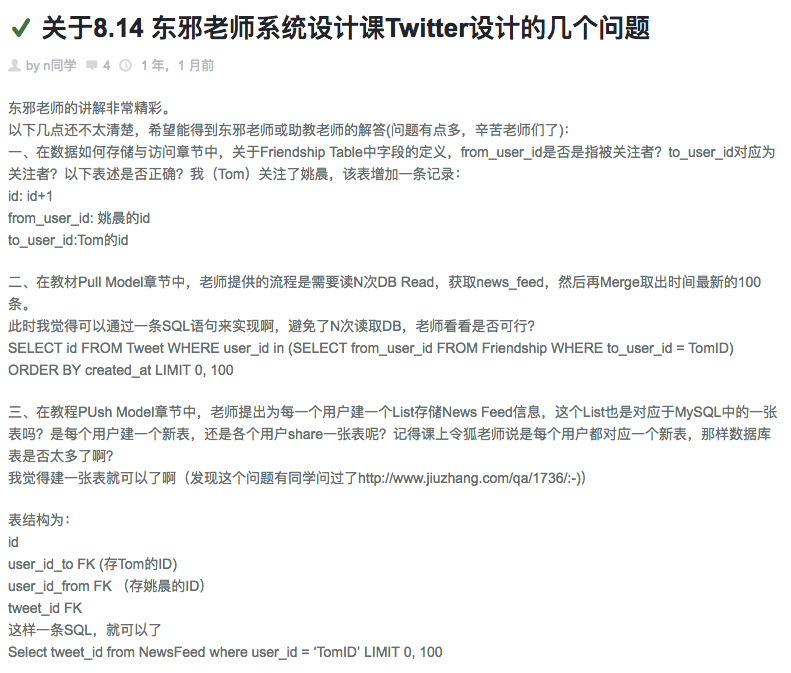 ✓ 关于8.14 东邪老师系统设计课Twitter设计的几个问题
by n同学 4 1 年，1 月前
东邪老师的讲解非常精彩。
以下几点还不太清楚，希望能得到东邪老师或助教老师的解答(问题有点多，辛苦老师们了)：
一、在数据如何存储与访问章节中，关于Friendship Table中字段的定义，from_user_id是否是指被关注者？to_user_id对应为
关注者？以下表述是否正确？我（Tom）关注了姚晨，该表增加一条记录：
id: id+1
from_user_id: 姚晨的id
to_user_id:Tom的id
二、在教材Pull Model章节中，老师提供的流程是需要读N次DB Read，获取news_feed，然后再Merge取出时间最新的100
条。
此时我觉得可以通过一条SQL语句来实现啊，避免了N次读取DB，老师看看是否可行？
SELECT id FROM Tweet WHERE user_id in (SELECT from_user_id FROM Friendship WHERE to_user_id = TomID)
ORDER BY created_at LIMIT 0, 100
三、在教程PUsh Model章节中，老师提出为每一个用户建一个List存储News Feed信息，这个List也是对应于MySQL中的一张
表吗？是每个用户建一个新表，还是各个用户share一张表呢？记得课上令狐老师说是每个用户都对应一个新表，那样数据库
表是否太多了啊？
我觉得建一张表就可以了啊（发现这个问题有同学问过了http://www.jiuzhang.com/qa/1736/:-)）
表结构为：
id
user_id_to FK (存Tom的ID)
user_id_from FK （存姚晨的ID）
tweet_id FK
这样一条SQL，就可以了
Select tweet_id from NewsFeed where user_id = ‘TomID’ LIMIT 0, 100